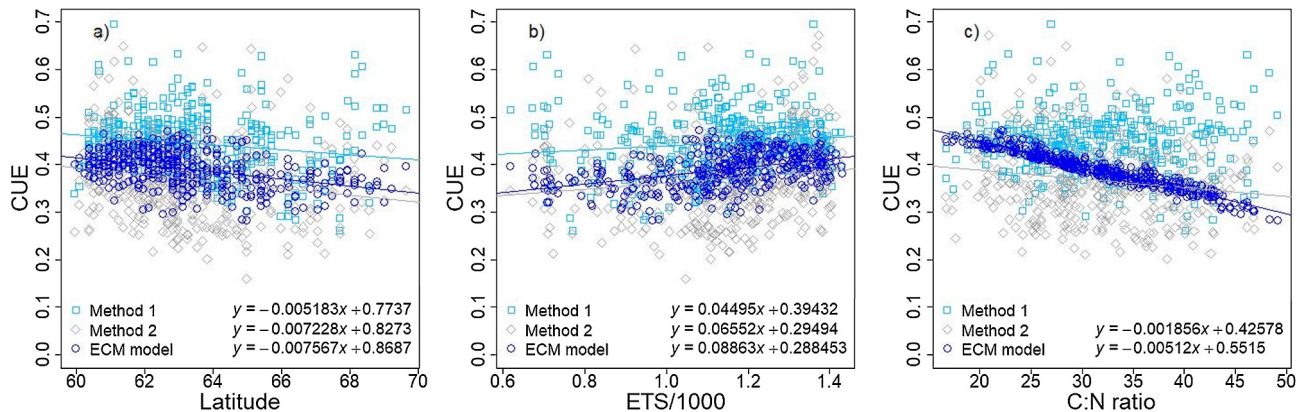 a)
CUE
0.0 0.1 0.2 0.3 0.4 0.5 0.6 0.7
Method 1 y = −0.005183x + 0.7737
Method 2 y = −0.007228x + 0.8273
ECM model y = −0.007567x + 0.8687
60 62 64 66 68 70
Latitude
b)
CUE
0.0 0.1 0.2 0.3 0.4 0.5 0.6 0.7
Method 1 y = 0.04495x + 0.39432
Method 2 y = 0.06552x + 0.29494
ECM model y = 0.08863x + 0.288453
0.6 0.8 1.0 1.2 1.4
ETS/1000
c)
CUE
0.0 0.1 0.2 0.3 0.4 0.5 0.6 0.7
Method 1
Method 2 y = −0.001856x + 0.42578
ECM model y = −0.00512x + 0.5515
20 25 30 35 40 45 50
C:N ratio